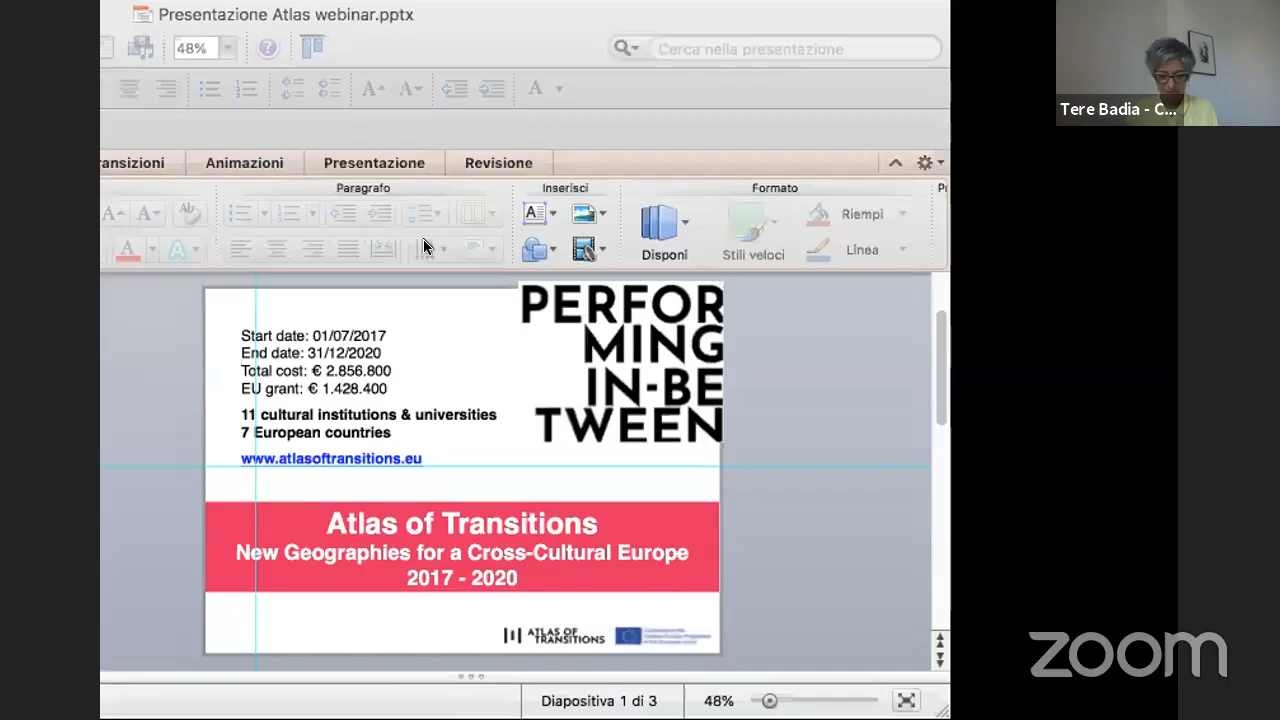 Presentazione Atlas webinar.pptx
48%
Cerca nella presentazione
Tere Badia - C...
ansizioni
Animazioni
Presentazione
Revisione
Paragrafo
Inserisci
Formato
Disponi
Stili veloci
Riempi
Linea
PERFOR
MING
IN-BE
TWEEN
Start date: 01/07/2017
End date: 31/12/2020
Total cost: € 2.856.800
EU grant: € 1.428.400
11 cultural institutions & universities
7 European countries
www.atlasoftransitions.eu
Atlas of Transitions
New Geographies for a Cross-Cultural Europe
2017 - 2020
ATLAS OF
TRANSITIONS
Diapositiva 1 di 3
48%
zoom